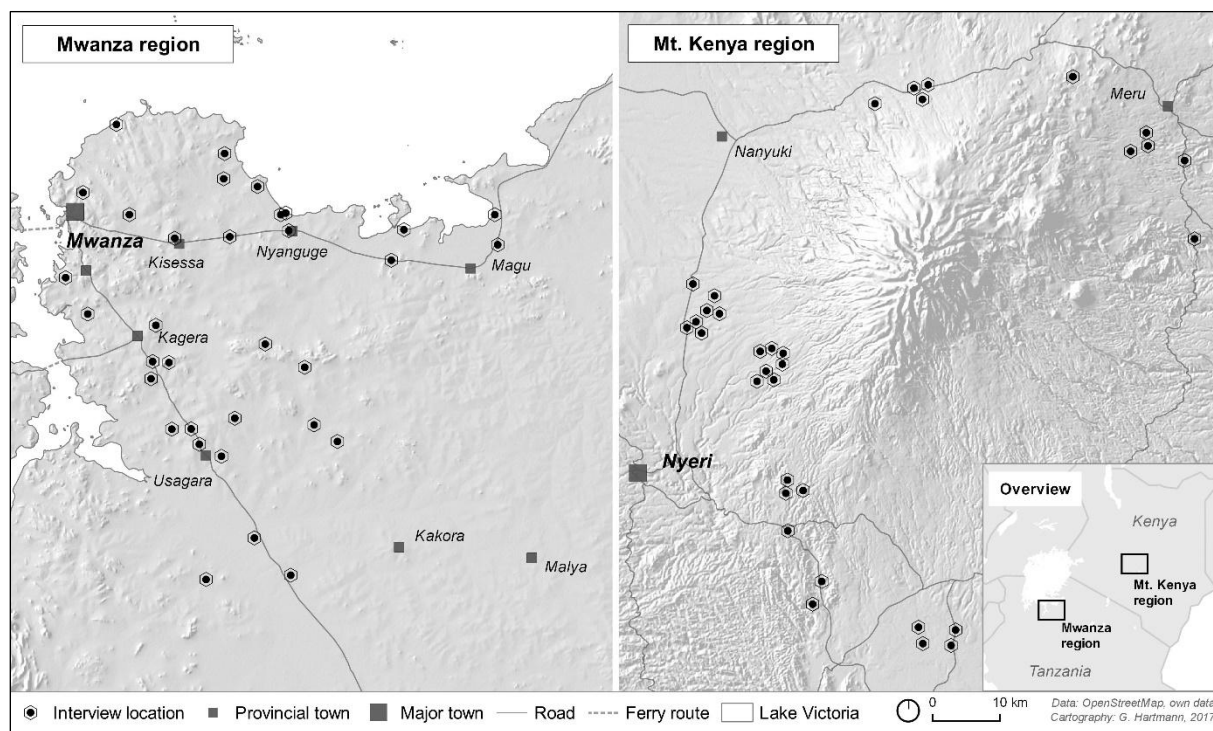 Mwanza region
Mwanza
Kisessa
Nyanguge
Magu
Kagera
Usagara
Kakora
Malya
Mt. Kenya region
Meru
Nanyuki
Nyeri
Overview
Kenya
Mt. Kenya
region
Mwanza
region
Tanzania
Interview location
Provincial town
Major town
Road
Ferry route
Lake Victoria
0 10 km
Data: OpenStreetMap, own data
Cartography: G. Hartmann, 2017